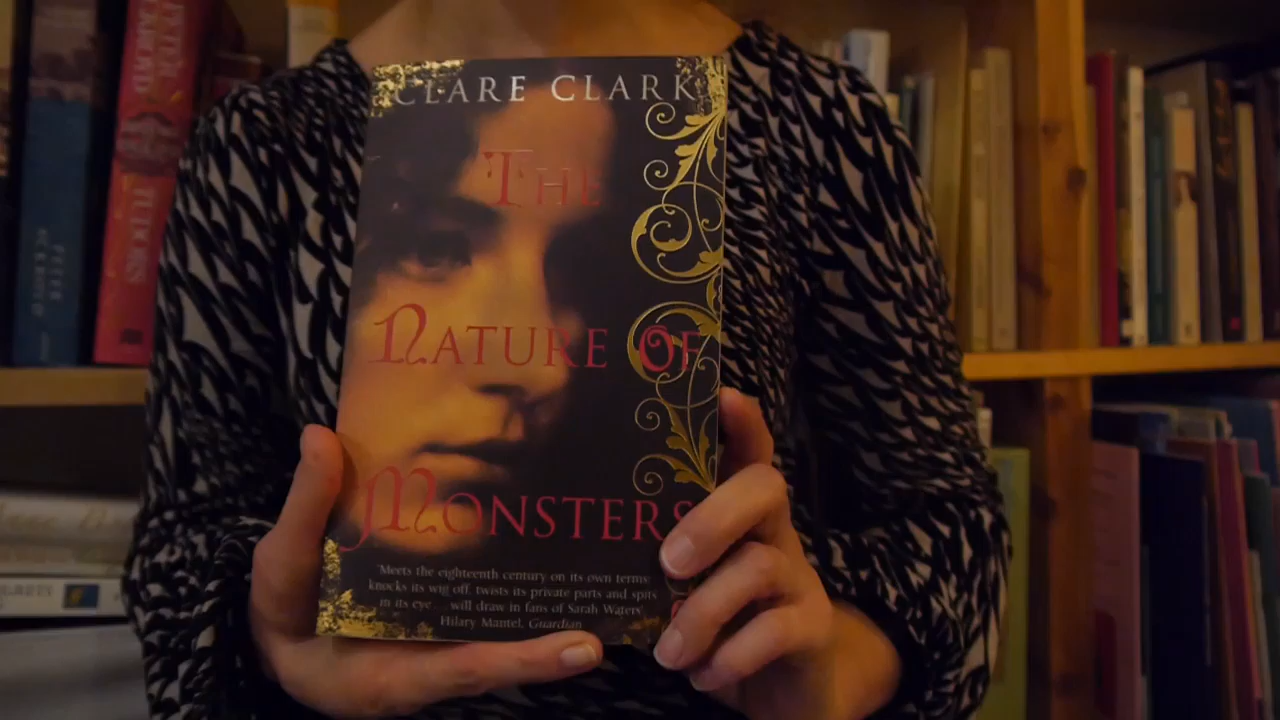 CLARE CLARK
THE
NATURE OF
MONSTERS
'Meets the eighteenth century on its own terms:
knocks its wig off, twists its private parts and spits
in its eye . . . will draw in fans of Sarah Waters'
Hilary Mantel, Guardian
TUDORS